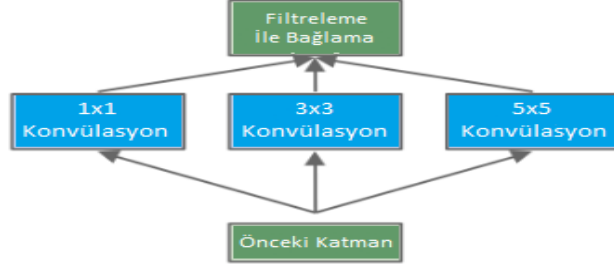 Filtreleme
İle Bağlama
1x1
Konvülasyon
3x3
Konvülasyon
5x5
Konvülasyon
Önceki Katman